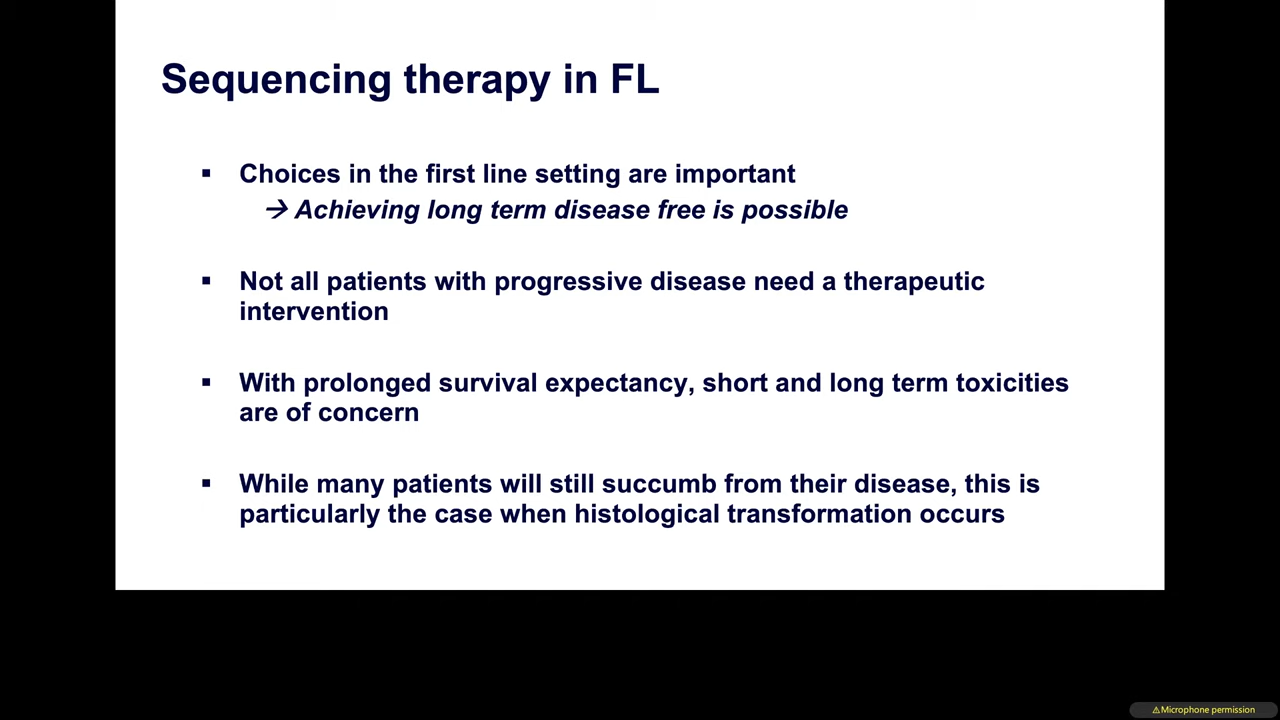 Sequencing therapy in FL
▪ Choices in the first line setting are important
→ Achieving long term disease free is possible
▪ Not all patients with progressive disease need a therapeutic
intervention
▪ With prolonged survival expectancy, short and long term toxicities
are of concern
▪ While many patients will still succumb from their disease, this is
particularly the case when histological transformation occurs
⚠Microphone permission